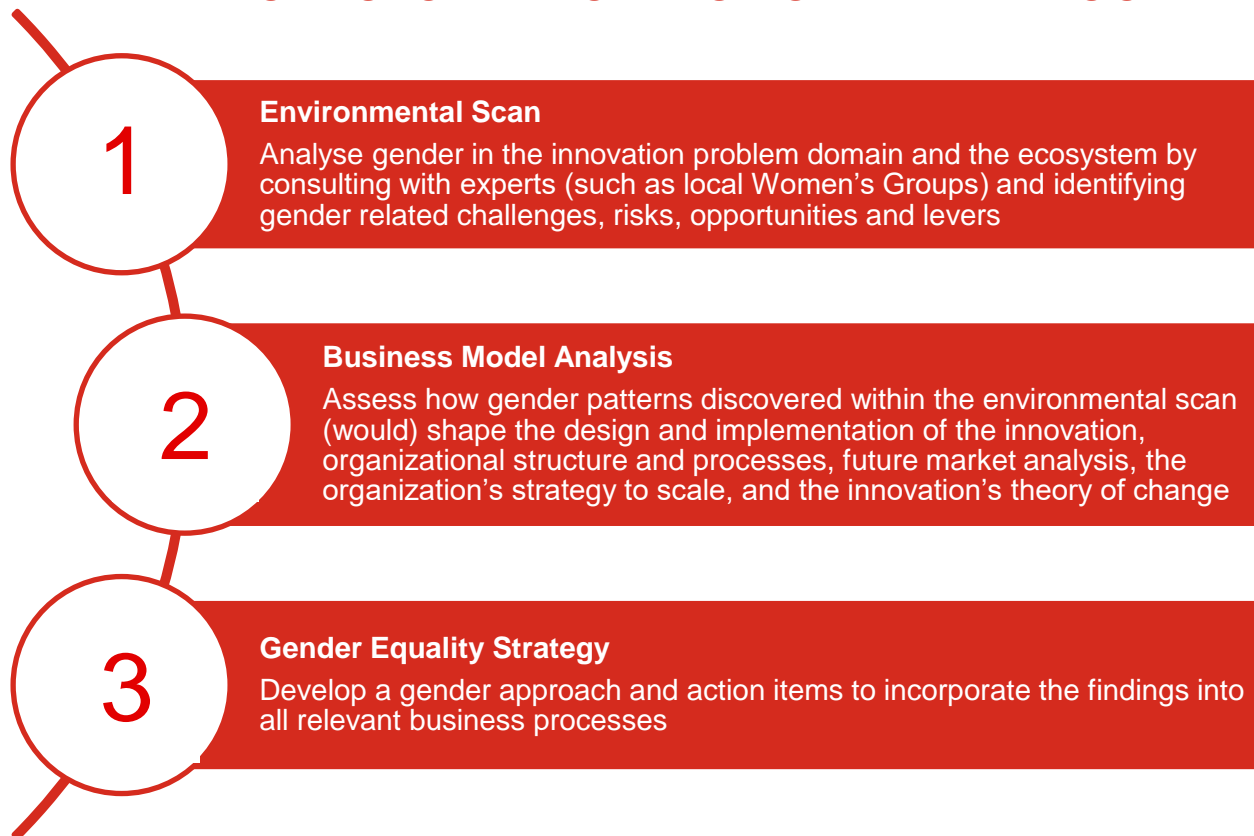 1
Environmental Scan
Analyse gender in the innovation problem domain and the ecosystem by
consulting with experts (such as local Women's Groups) and identifying
gender related challenges, risks, opportunities and levers
2
Business Model Analysis
Assess how gender patterns discovered within the environmental scan
(would) shape the design and implementation of the innovation,
organizational structure and processes, future market analysis, the
organization's strategy to scale, and the innovation's theory of change
3
Gender Equality Strategy
Develop a gender approach and action items to incorporate the findings into
all relevant business processes